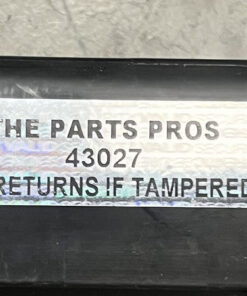 THE PARTS PROS
43027
RETURNS IF TAMPERED